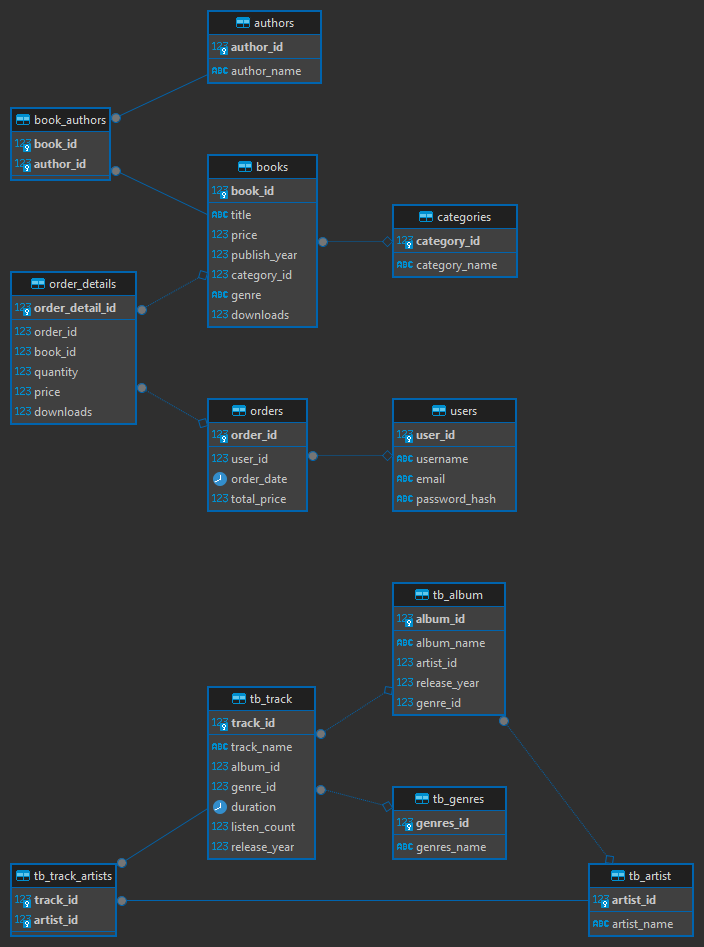 authors
123 author_id
ABC author_name
book_authors
123 book_id
123 author_id
books
123 book_id
ABC title
123 price
123 publish_year
123 category_id
ABC genre
123 downloads
categories
123 category_id
ABC category_name
order_details
123 order_detail_id
123 order_id
123 book_id
123 quantity
123 price
123 downloads
orders
123 order_id
123 user_id
order_date
123 total_price
users
123 user_id
ABC username
ABC email
ABC password_hash
tb_album
123 album_id
ABC album_name
123 artist_id
123 release_year
123 genre_id
tb_track
123 track_id
ABC track_name
123 album_id
123 genre_id
duration
123 listen_count
123 release_year
tb_genres
123 genres_id
ABC genres_name
tb_track_artists
123 track_id
123 artist_id
tb_artist
123 artist_id
ABC artist_name